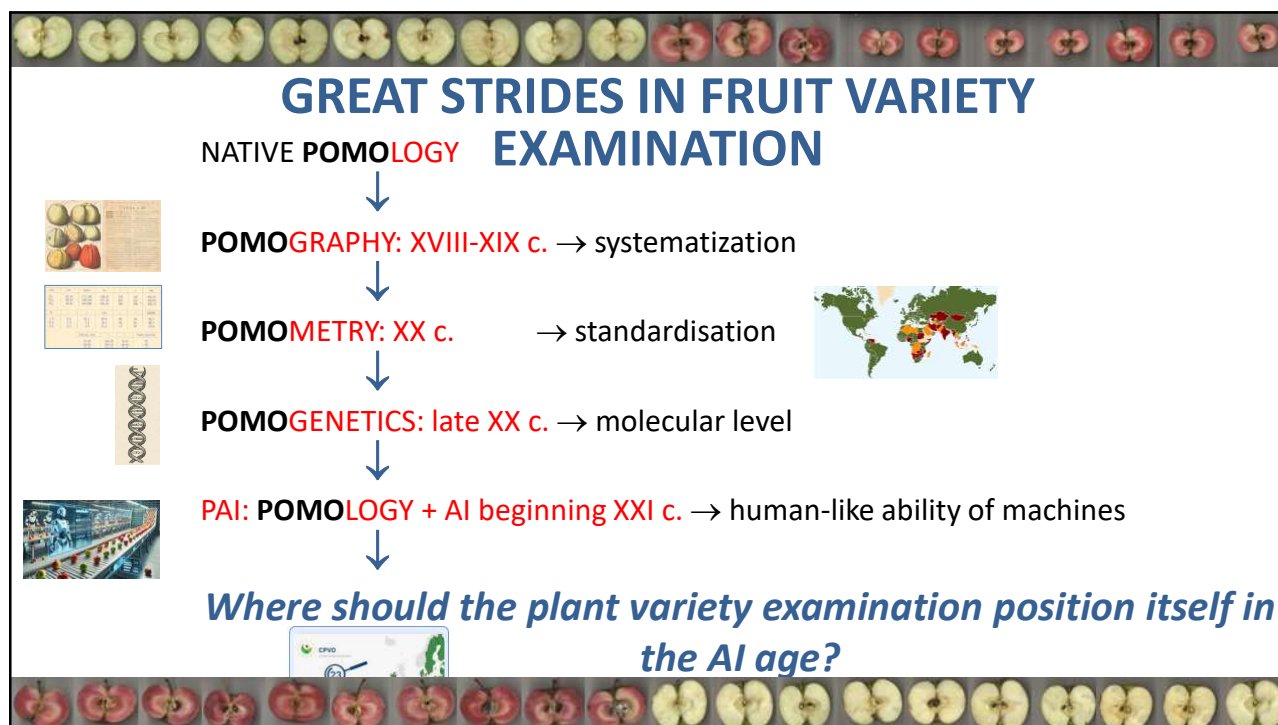 GREAT STRIDES IN FRUIT VARIETY
EXAMINATION
NATIVE POMOLOGY
POMOGRAPHY: XVIII-XIX c. → systematization
POMOMETRY: XX c. → standardisation
POMOGENETICS: late XX c. → molecular level
PAI: POMOLOGY + AI beginning XXI c. → human-like ability of machines
Where should the plant variety examination position itself in
the AI age?
CPVO
23